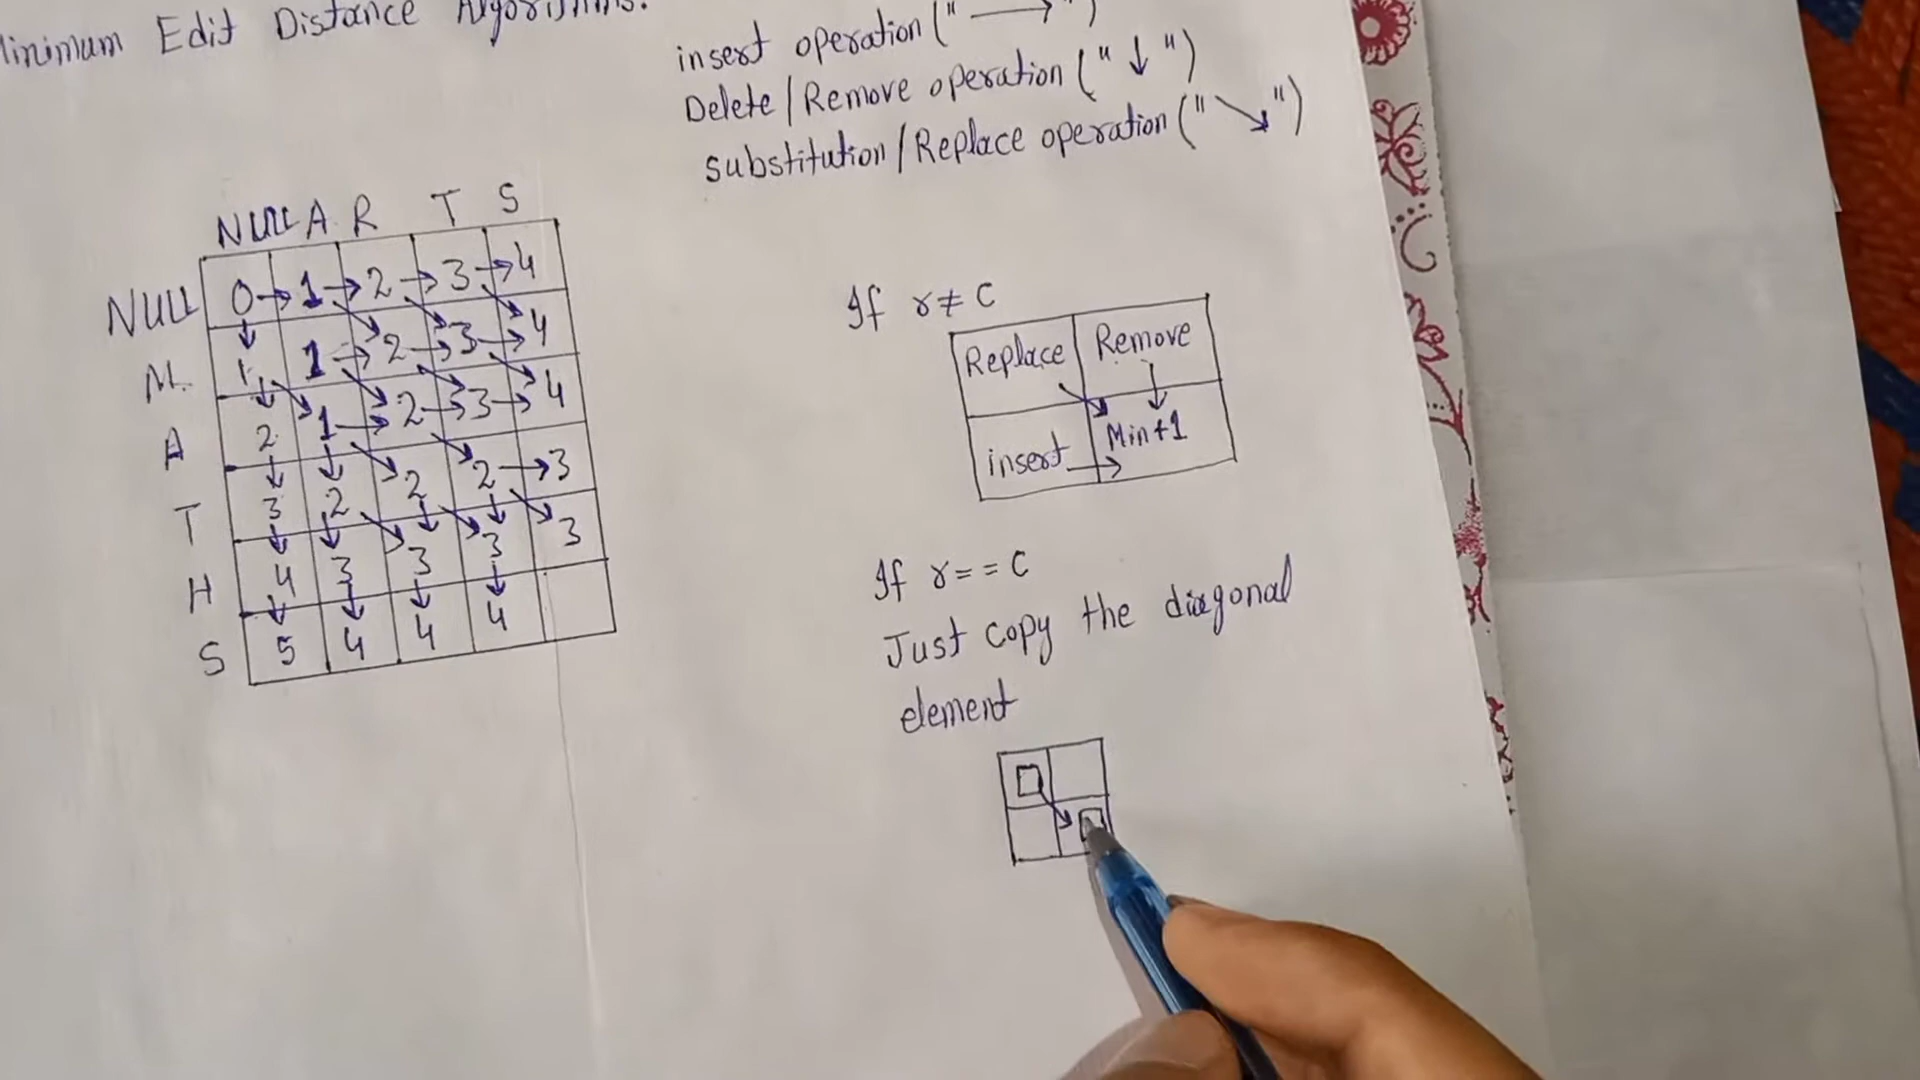 Minimum Edit Distance Algorithms.
insert operation ("→")
Delete/Remove operation ("↓")
substitution/Replace operation ("↘")
NULL A R T S
NULL 0 → 1 → 2 → 3 → 4
M 1 1 → 2 → 3 → 4
A 2 1 → 2 → 3 → 4
T 3 2 2 2 → 3
H 4 3 3 3 3
S 5 4 4 4
If r ≠ C
Replace Remove
insert → Min+1
If r == C
Just copy the diagonal
element